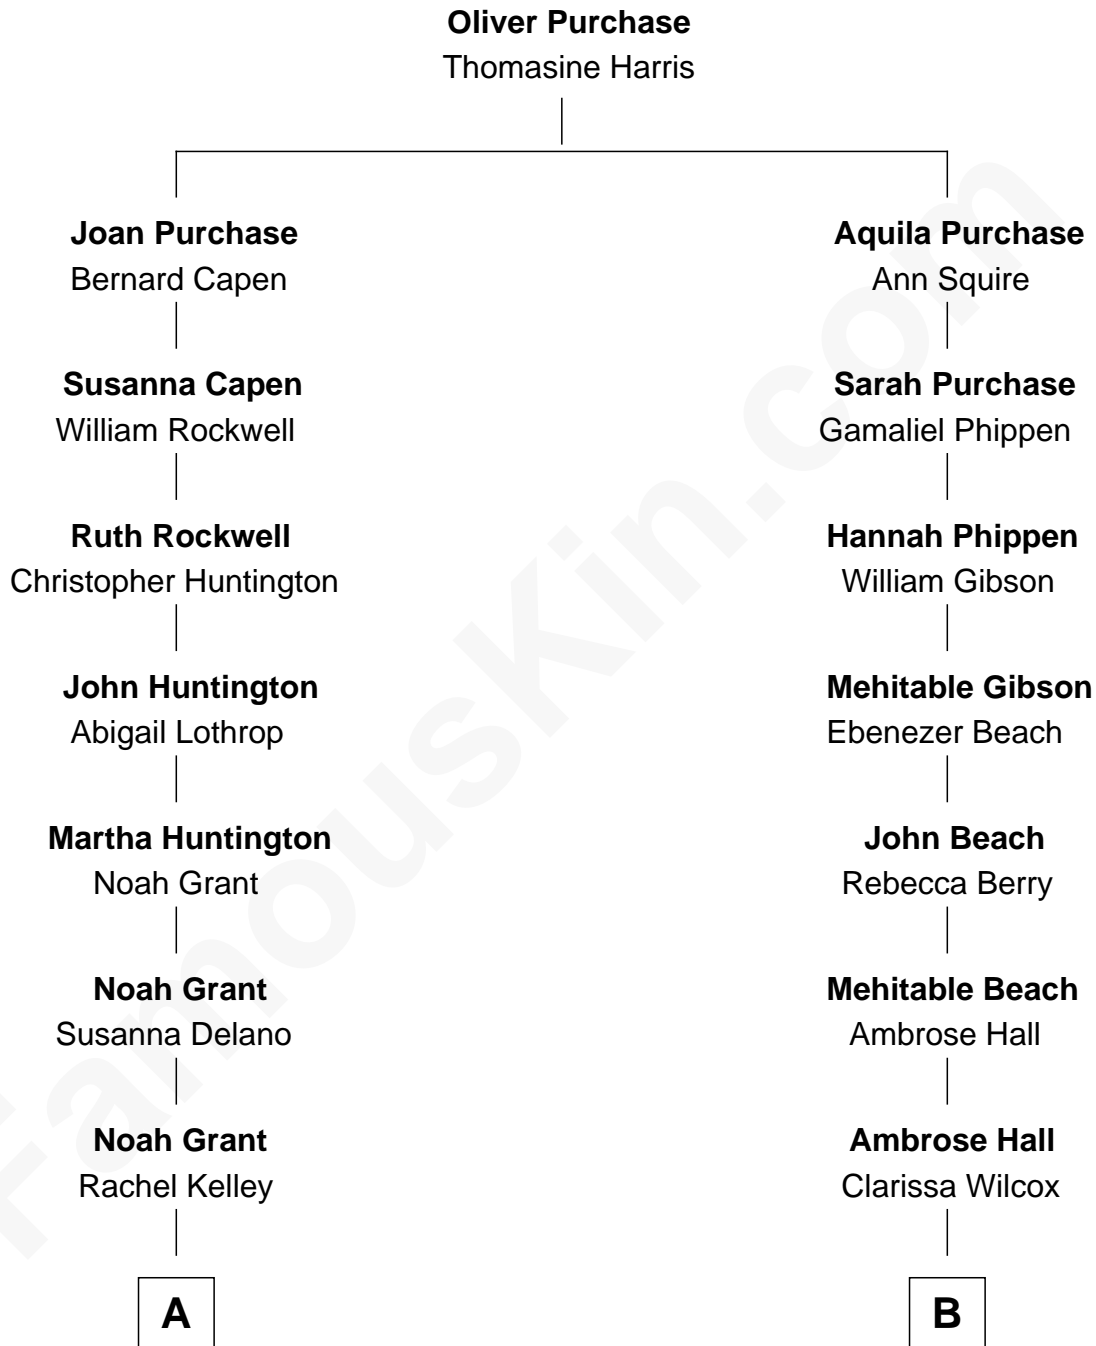 Oliver Purchase
Thomasine Harris
Joan Purchase
Bernard Capen
Aquila Purchase
Ann Squire
Susanna Capen
William Rockwell
Sarah Purchase
Gamaliel Phippen
Ruth Rockwell
Christopher Huntington
Hannah Phippen
William Gibson
John Huntington
Abigail Lothrop
Mehitable Gibson
Ebenezer Beach
Martha Huntington
Noah Grant
John Beach
Rebecca Berry
Noah Grant
Susanna Delano
Mehitable Beach
Ambrose Hall
Noah Grant
Rachel Kelley
Ambrose Hall
Clarissa Wilcox
A
B
FamousKin.com